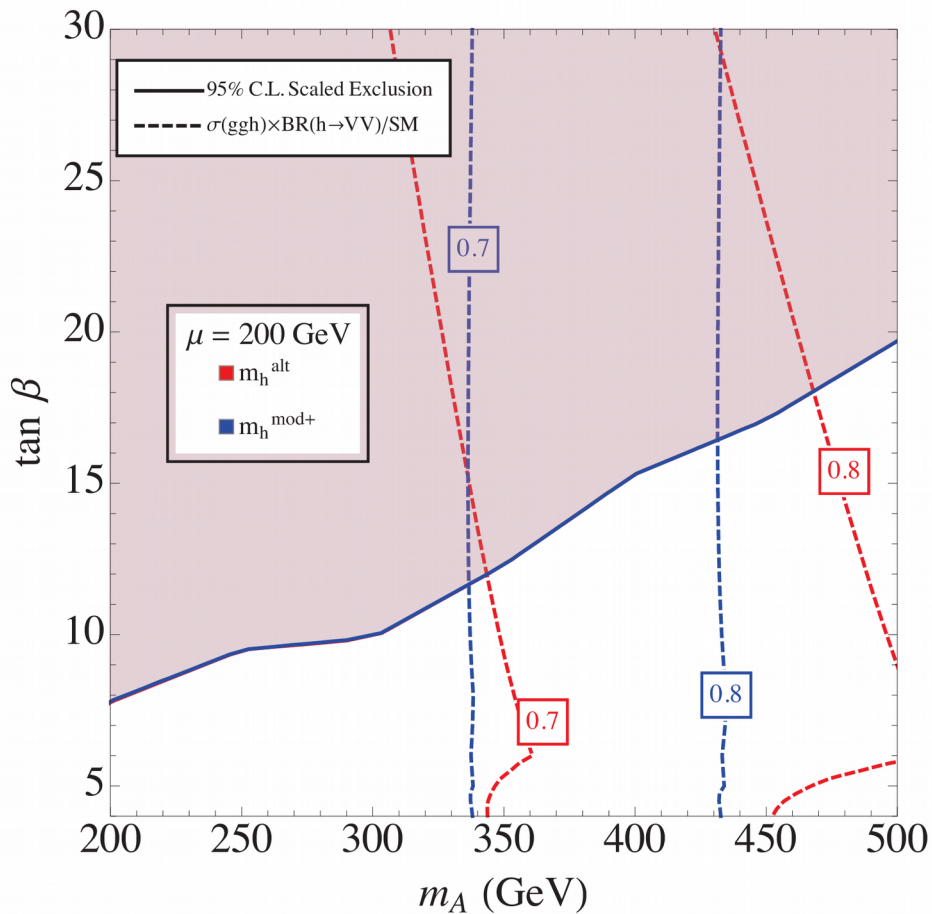 30
25
20
15
10
5
tan β
95% C.L. Scaled Exclusion
σ(ggh)×BR(h→VV)/SM
0.7
μ = 200 GeV
m_h^alt
m_h^mod+
0.8
0.7
0.8
200 250 300 350 400 450 500
m_A (GeV)